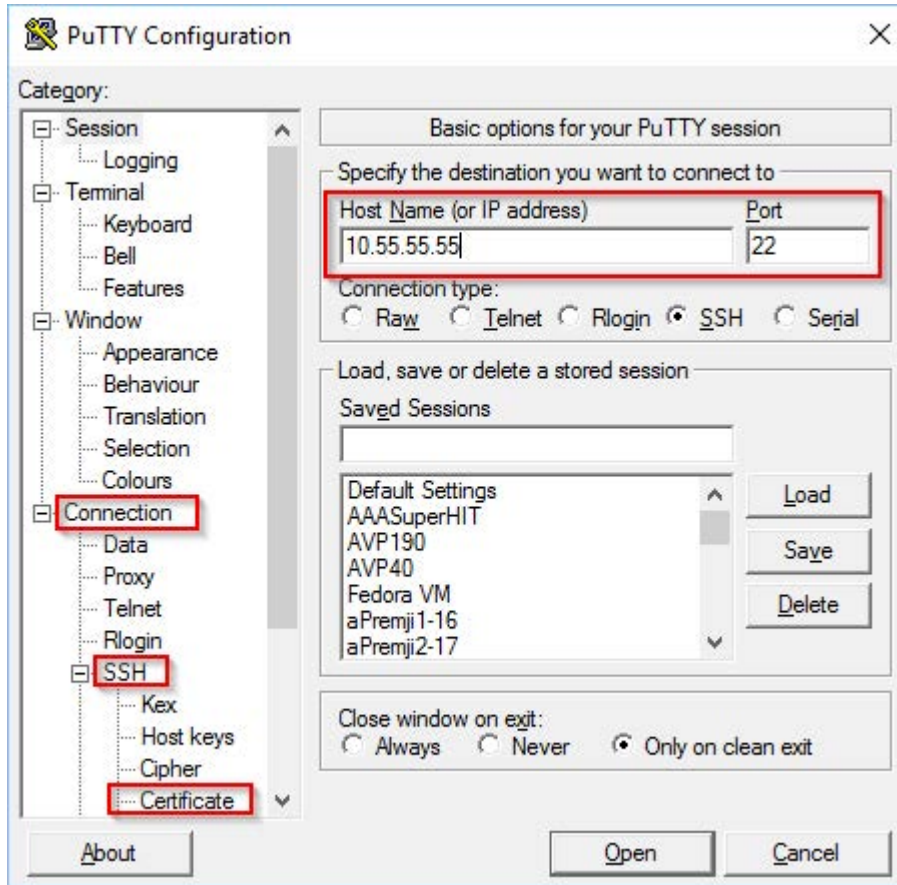 PuTTY Configuration
Category:
Session
Logging
Terminal
Keyboard
Bell
Features
Window
Appearance
Behaviour
Translation
Selection
Colours
Connection
Data
Proxy
Telnet
Rlogin
SSH
Kex
Host keys
Cipher
Certificate
Basic options for your PuTTY session
Specify the destination you want to connect to
Host Name (or IP address) Port
10.55.55.55 22
Connection type:
Raw Telnet Rlogin SSH Serial
Load, save or delete a stored session
Saved Sessions
Default Settings
AAASuperHIT
AVP190
AVP40
Fedora VM
aPremji1-16
aPremji2-17
Load
Save
Delete
Close window on exit:
Always Never Only on clean exit
About Open Cancel